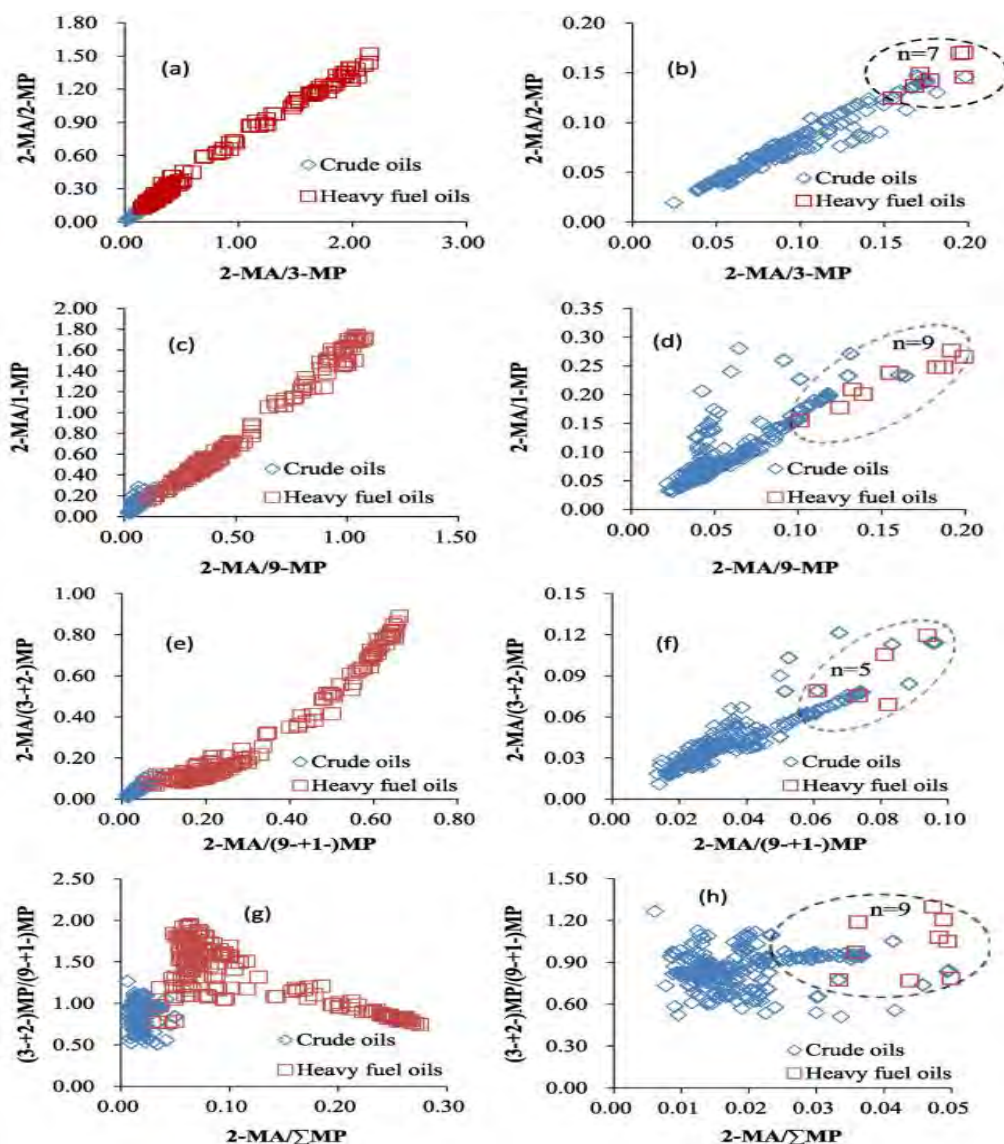 1.80
1.50
1.20
0.90
0.60
0.30
0.00
2-MA/2-MP
(a)
Crude oils
Heavy fuel oils
0.00 1.00 2.00 3.00
2-MA/3-MP
0.20
0.15
0.10
0.05
0.00
2-MA/2-MP
(b)
n=7
Crude oils
Heavy fuel oils
0.00 0.05 0.10 0.15 0.20
2-MA/3-MP
2.00
1.80
1.60
1.40
1.20
1.00
0.80
0.60
0.40
0.20
0.00
2-MA/1-MP
(c)
Crude oils
Heavy fuel oils
0.00 0.50 1.00 1.50
2-MA/9-MP
0.35
0.30
0.25
0.20
0.15
0.10
0.05
0.00
2-MA/1-MP
(d)
n=9
Crude oils
Heavy fuel oils
0.00 0.05 0.10 0.15 0.20
2-MA/9-MP
1.00
0.80
0.60
0.40
0.20
0.00
2-MA/(3-+2-)MP
(e)
Crude oils
Heavy fuel oils
0.00 0.20 0.40 0.60 0.80
2-MA/(9-+1-)MP
0.15
0.12
0.09
0.06
0.03
0.00
2-MA/(3-+2-)MP
(f)
n=5
Crude oils
Heavy fuel oils
0.00 0.02 0.04 0.06 0.08 0.10
2-MA/(9-+1-)MP
2.50
2.00
1.50
1.00
0.50
0.00
(3-+2-)MP/(9-+1-)MP
(g)
Crude oils
Heavy fuel oils
0.00 0.10 0.20 0.30
2-MA/∑MP
1.50
1.20
0.90
0.60
0.30
0.00
(3-+2-)MP/(9-+1-)MP
(h)
n=9
Crude oils
Heavy fuel oils
0.00 0.01 0.02 0.03 0.04 0.05
2-MA/∑MP